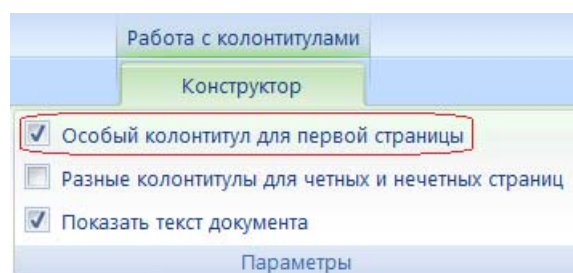 Работа с колонтитулами
Конструктор
Особый колонтитул для первой страницы
Разные колонтитулы для четных и нечетных страниц
Показать текст документа
Параметры